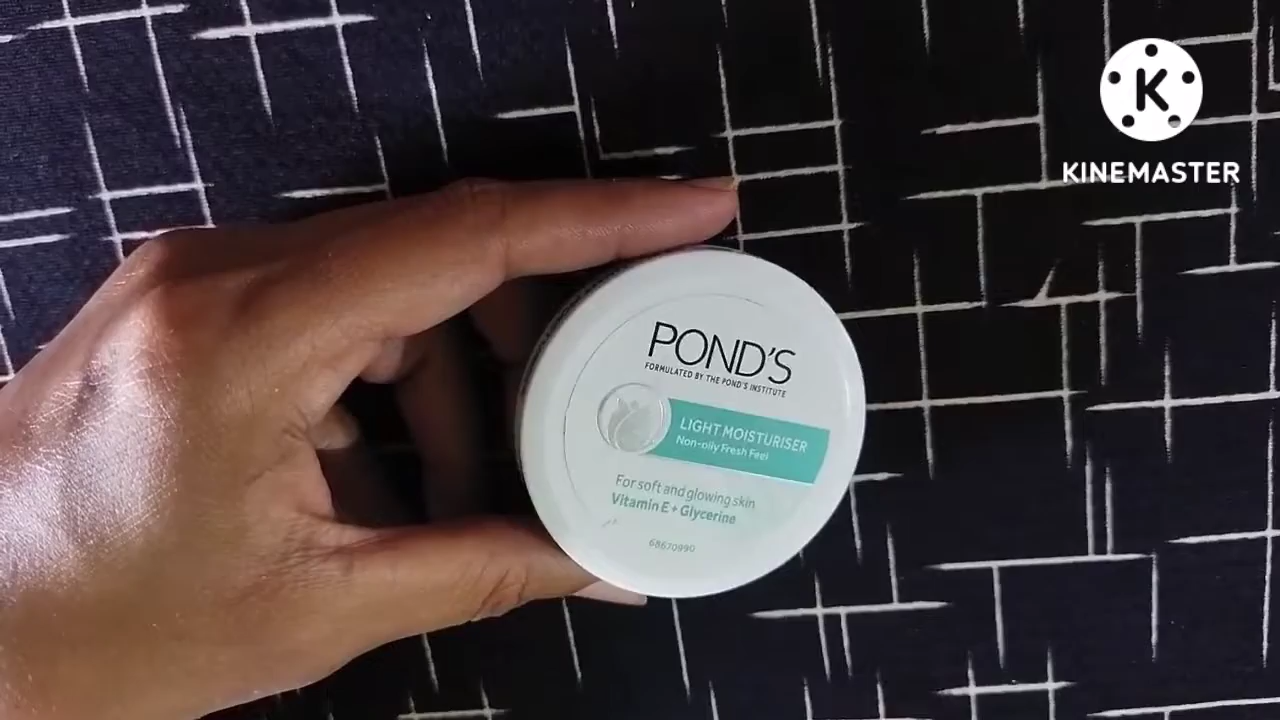 K
KINEMASTER
POND'S
FORMULATED BY THE POND'S INSTITUTE
LIGHT MOISTURISER
Non-oily Fresh Feel
For soft and glowing skin
Vitamin E + Glycerine
68670990